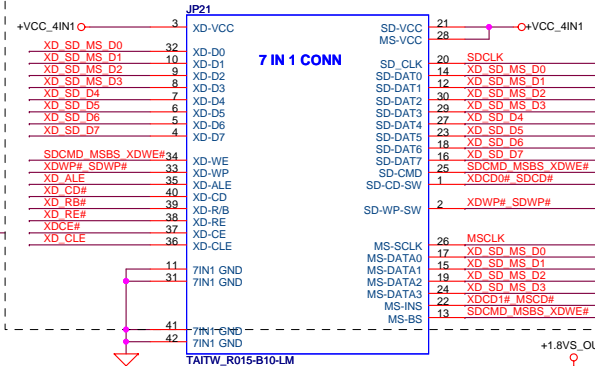 JP21
+VCC_4IN1 3 XD-VCC SD-VCC 21 +VCC_4IN1
MS-VCC 28
7 IN 1 CONN
XD_SD_MS_D0 32 XD-D0 SD_CLK 20 SDCLK
XD_SD_MS_D1 10 XD-D1 SD-DAT0 14 XD_SD_MS_D0
XD_SD_MS_D2 9 XD-D2 SD-DAT1 12 XD_SD_MS_D1
XD_SD_MS_D3 8 XD-D3 SD-DAT2 30 XD_SD_MS_D2
XD_SD_D4 7 XD-D4 SD-DAT3 29 XD_SD_MS_D3
XD_SD_D5 6 XD-D5 SD-DAT4 27 XD_SD_D4
XD_SD_D6 5 XD-D6 SD-DAT5 23 XD_SD_D5
XD_SD_D7 4 XD-D7 SD-DAT6 18 XD_SD_D6
SD-DAT7 16 XD_SD_D7
SDCMD_MSBS_XDWE# 34 XD-WE SD-CMD 25 SDCMD_MSBS_XDWE#
XDWP#_SDWP# 33 XD-WP SD-CD-SW 1 XDCD0#_SDCD#
XD_ALE 35 XD-ALE
XD_CD# 40 XD-CD
XD_RB# 39 XD-R/B SD-WP-SW 2 XDWP#_SDWP#
XD_RE# 38 XD-RE
XDCE# 37 XD-CE
XD_CLE 36 XD-CLE MS-SCLK 26 MSCLK
MS-DATA0 17 XD_SD_MS_D0
11 7IN1 GND MS-DATA1 15 XD_SD_MS_D1
31 7IN1 GND MS-DATA2 19 XD_SD_MS_D2
MS-DATA3 24 XD_SD_MS_D3
MS-INS 22 XDCD1#_MSCD#
MS-BS 13 SDCMD_MSBS_XDWE#
41 7IN1 GND
42 7IN1 GND
TAITW_R015-B10-LM
+1.8VS_OU